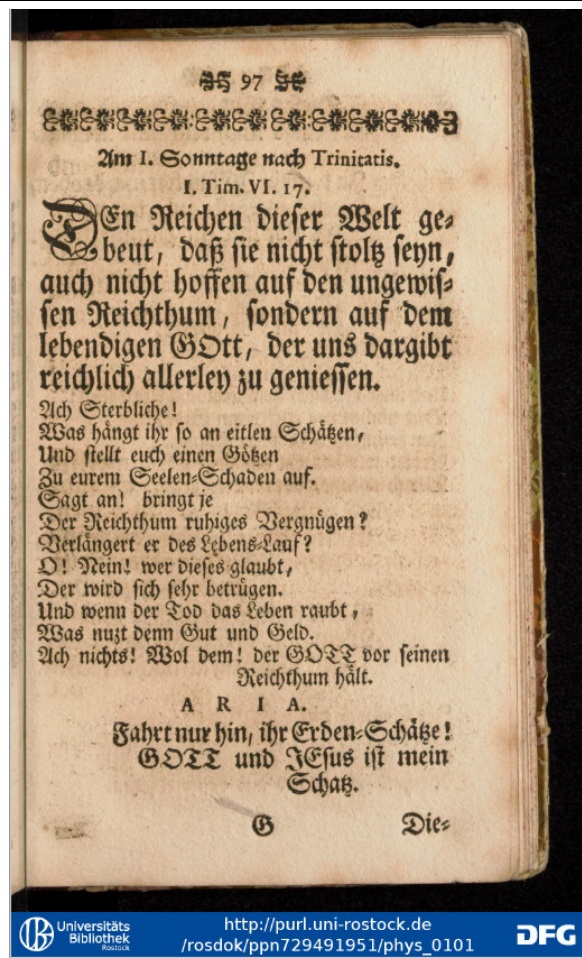 97
Am I. Sonntage nach Trinitatis.
I. Tim. VI. 17.
DEn Reichen dieser Welt ge-
beut, daß sie nicht stoltz seyn,
auch nicht hoffen auf den ungewis-
sen Reichthum, sondern auf dem
lebendigen GOtt, der uns dargibt
reichlich allerley zu geniessen.
Ach Sterbliche!
Was hängt ihr so an eitlen Schätzen,
Und stellt euch einen Götzen
Zu eurem Seelen-Schaden auf.
Sagt an! bringt je
Der Reichthum ruhiges Vergnügen?
Verlängert er des Lebens-Lauf?
O! Nein! wer dieses glaubt,
Der wird sich sehr betrügen.
Und wenn der Tod das Leben raubt,
Was nuzt denn Gut und Geld.
Ach nichts! Wol dem! der GOTT vor seinen
Reichthum hält.
ARIA.
Fahrt nur hin, ihr Erden-Schätze!
GOTT und JEsus ist mein
Schatz.
G Die-
Universitäts
Bibliothek
Rostock
http://purl.uni-rostock.de
/rosdok/ppn729491951/phys_0101
DFG